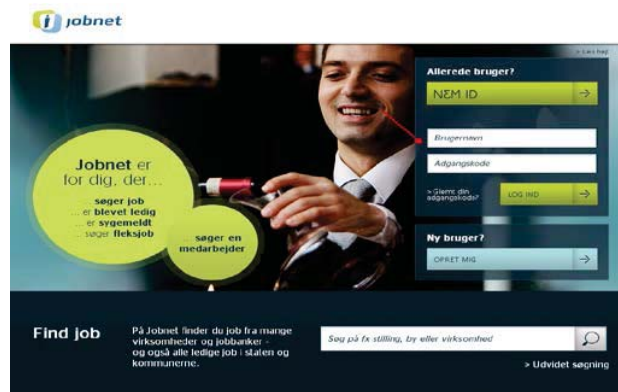 jobnet
> Læs højt
Allerede bruger?
NEM ID
Brugernavn
Adgangskode
> Glemt din
adgangskode?
LOG IND
Jobnet er
for dig, der...
... søger job
... er blevet ledig
... er sygemeldt
... søger fleksjob
... søger en
medarbejder
Ny bruger?
OPRET MIG
Find job
På Jobnet finder du job fra mange
virksomheder og jobbanker -
og også alle ledige job i staten og
kommunerne.
Søg på fx stilling, by eller virksomhed
> Udvidet søgning